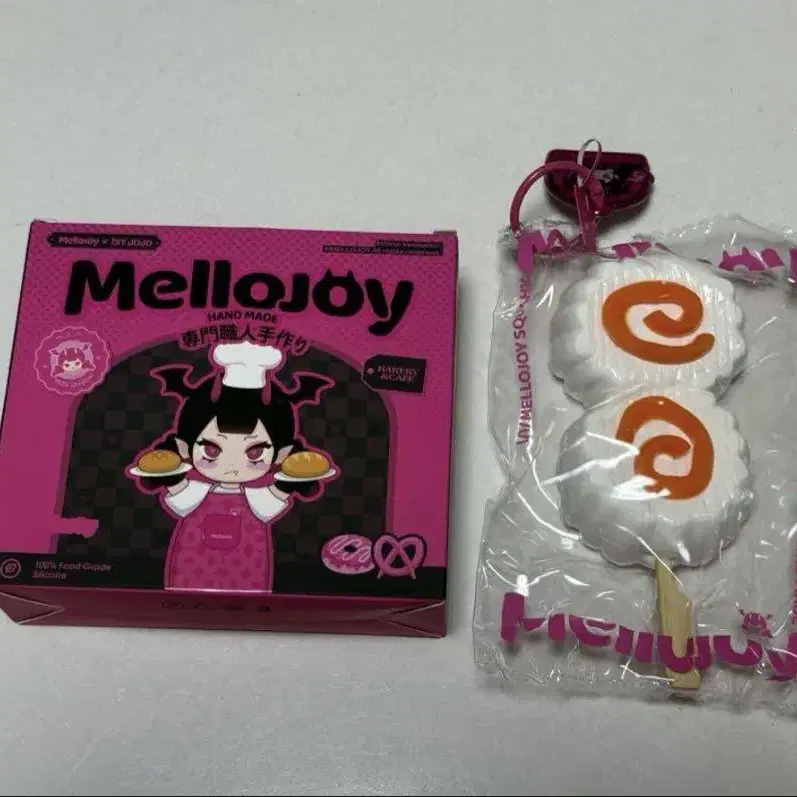 Mellojoy × DIY JOJO
MelloJoy
HAND MADE
専門職人手作り
BAKERY
&CAFE
100% Food-Grade
Silicone
MELLOJOY
Mellojoy